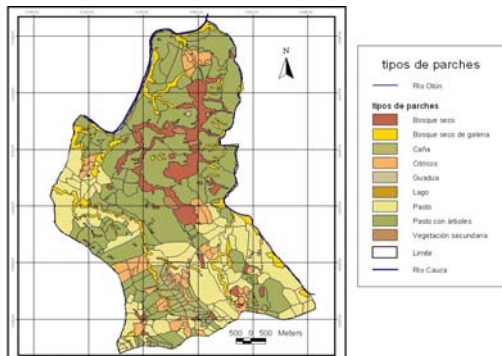 N
500 0 500 Meters
tipos de parches
Río Otún
tipos de parches
Bosque seco
Bosque seco de galería
Caña
Cítricos
Guadua
Lago
Pasto
Pasto con árboles
Vegetación secundaria
Límite
Río Cauca